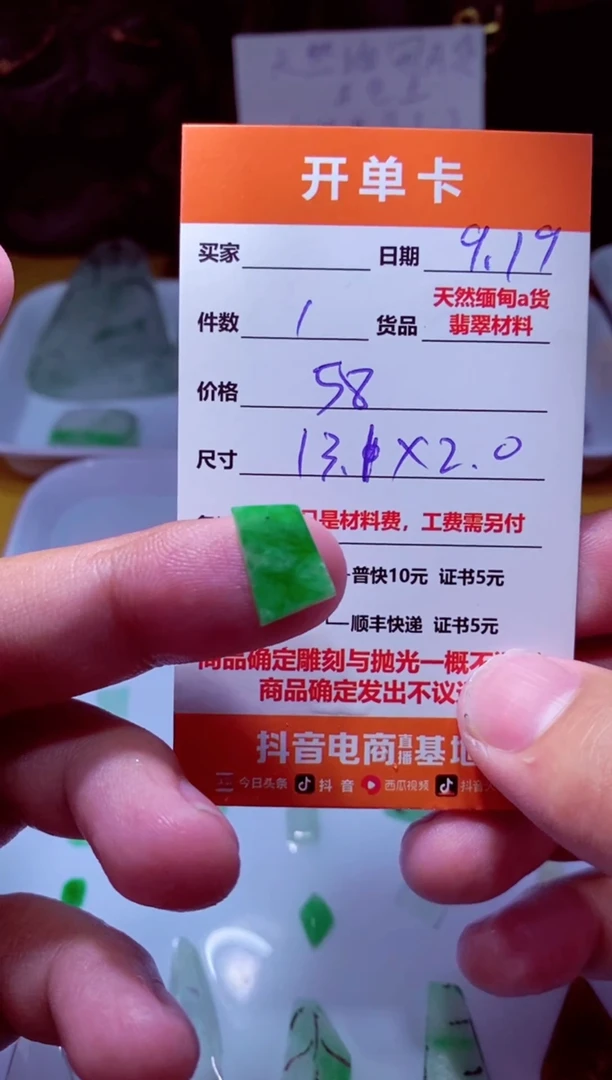 开单卡
买家 日期 9.19
件数 1 货品 天然缅甸a货
翡翠材料
价格 58
尺寸 13.1×2.0
是材料费，工费需另付
普快10元 证书5元
顺丰快递 证书5元
商品确定雕刻与抛光一概不
商品确定发出不议
抖音电商直播基地
今日头条 抖音 西瓜视频 抖音